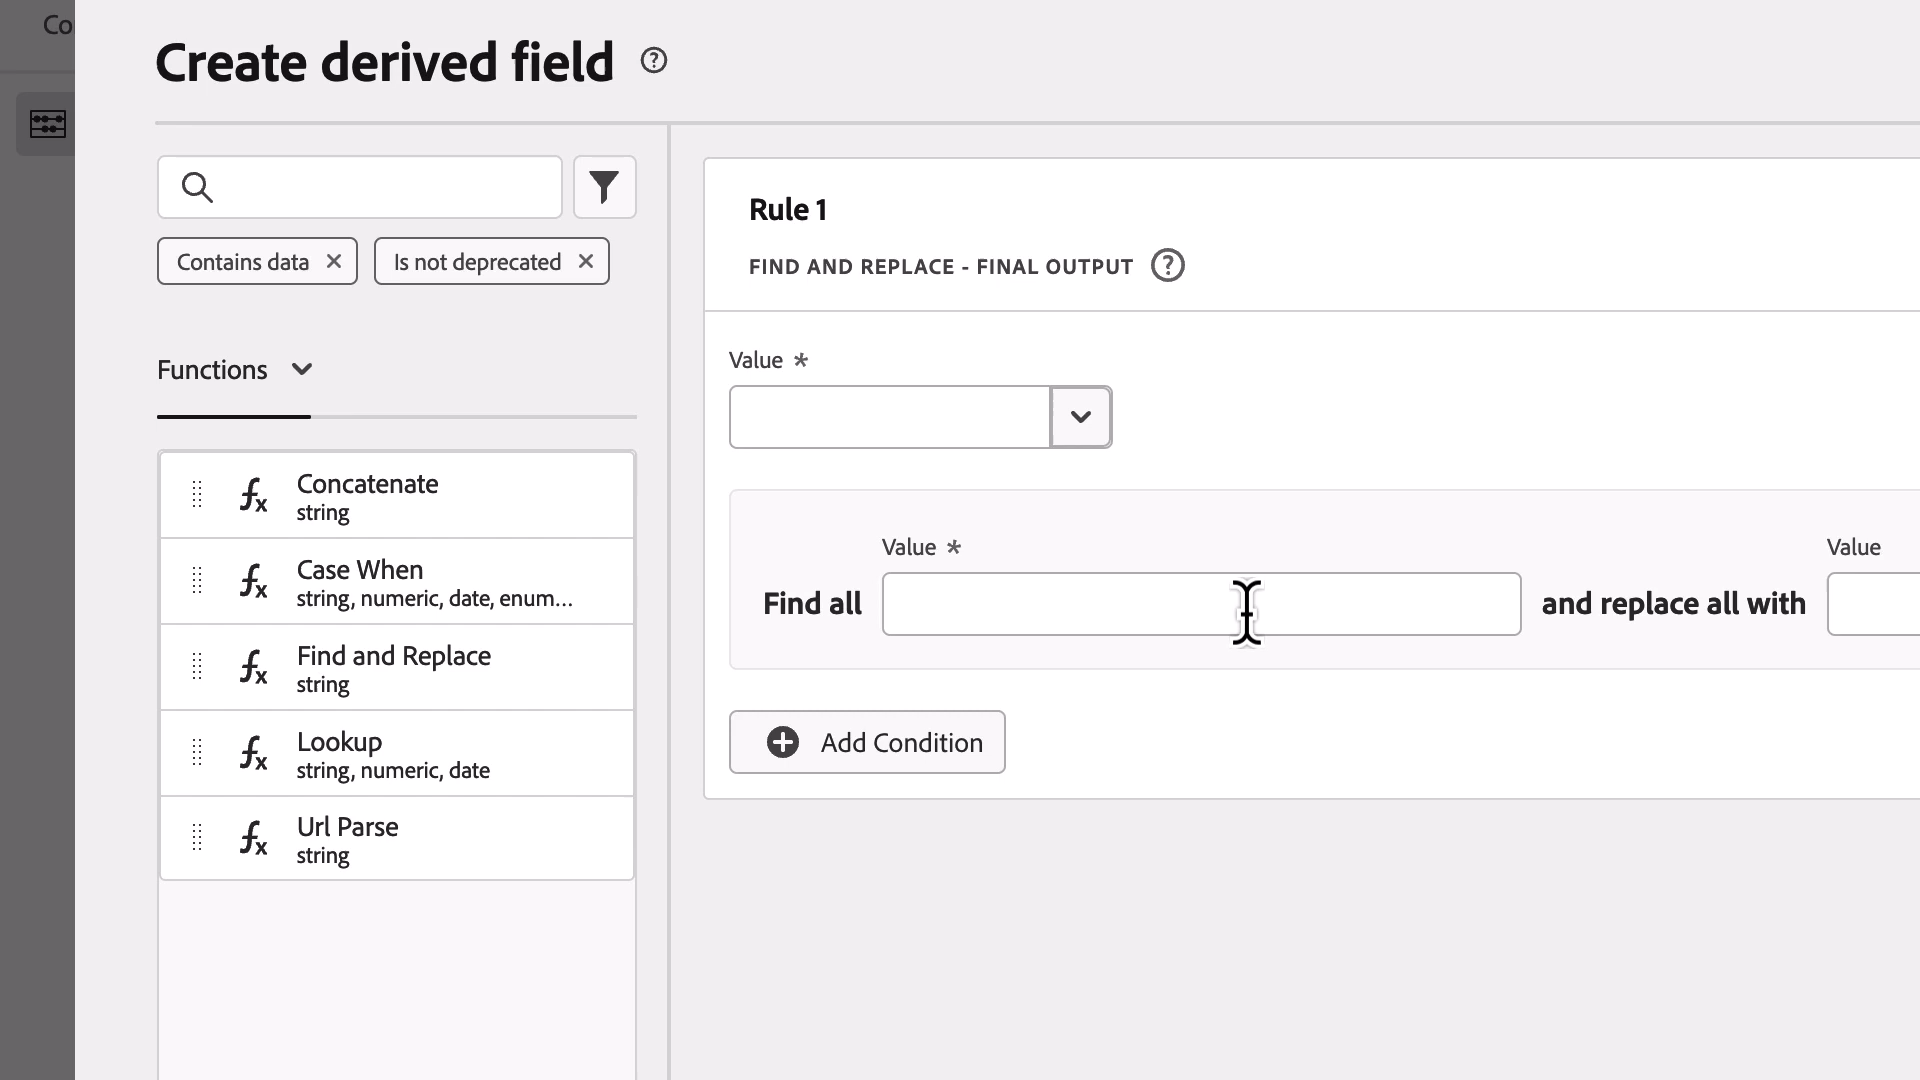 Co
Create derived field
Contains data
Is not deprecated
Functions
Concatenate
string
Case When
string, numeric, date, enum...
Find and Replace
string
Lookup
string, numeric, date
Url Parse
string
Rule 1
FIND AND REPLACE - FINAL OUTPUT
Value *
Value *
Value
Find all
and replace all with
Add Condition